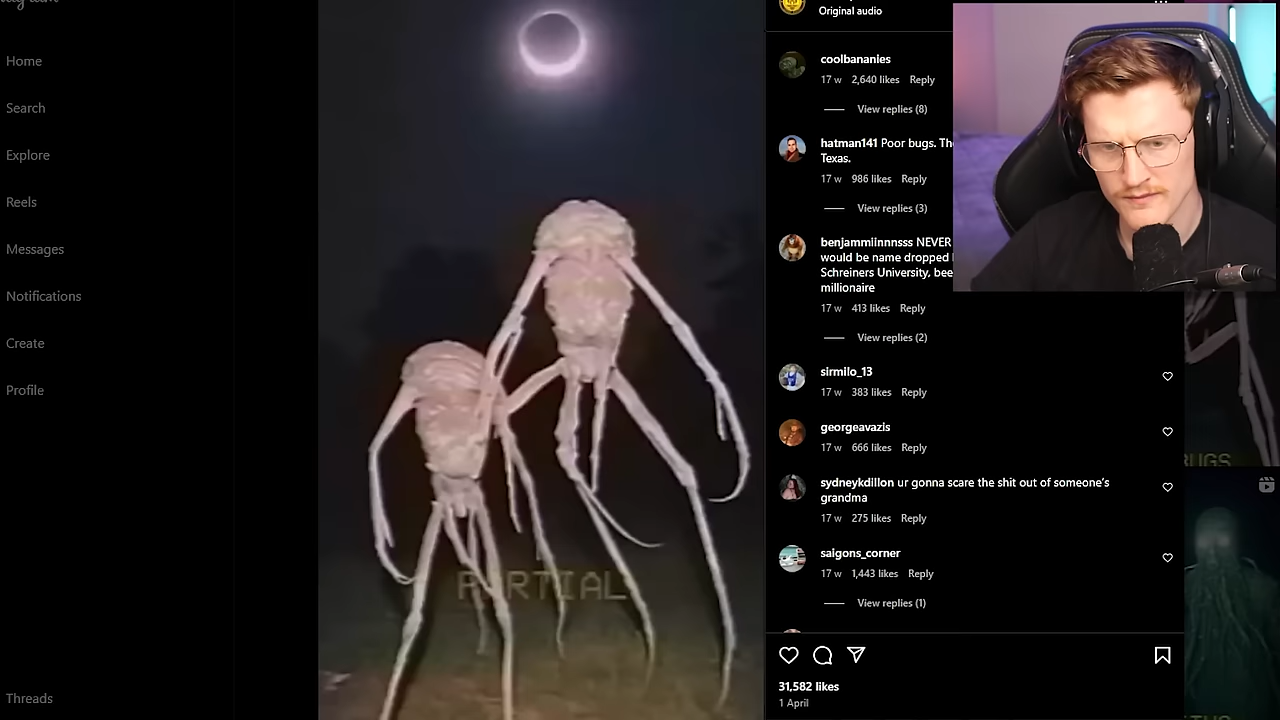 Home
Search
Explore
Reels
Messages
Notifications
Create
Profile
Threads
PARTIAL
Original audio
coolbananies
17 w 2,640 likes Reply
View replies (8)
hatman141 Poor bugs.
Texas.
17 w 986 likes Reply
View replies (3)
benjammiinnnsss NEVER
would be name dropped
Schreiners University,
millionaire
17 w 413 likes Reply
View replies (2)
sirmilo_13
17 w 383 likes Reply
georgeavazis
17 w 666 likes Reply
sydneykdillon ur gonna scare the shit out of someone's
grandma
17 w 275 likes Reply
saigons_corner
17 w 1,443 likes Reply
View replies (1)
31,582 likes
1 April
BUGS